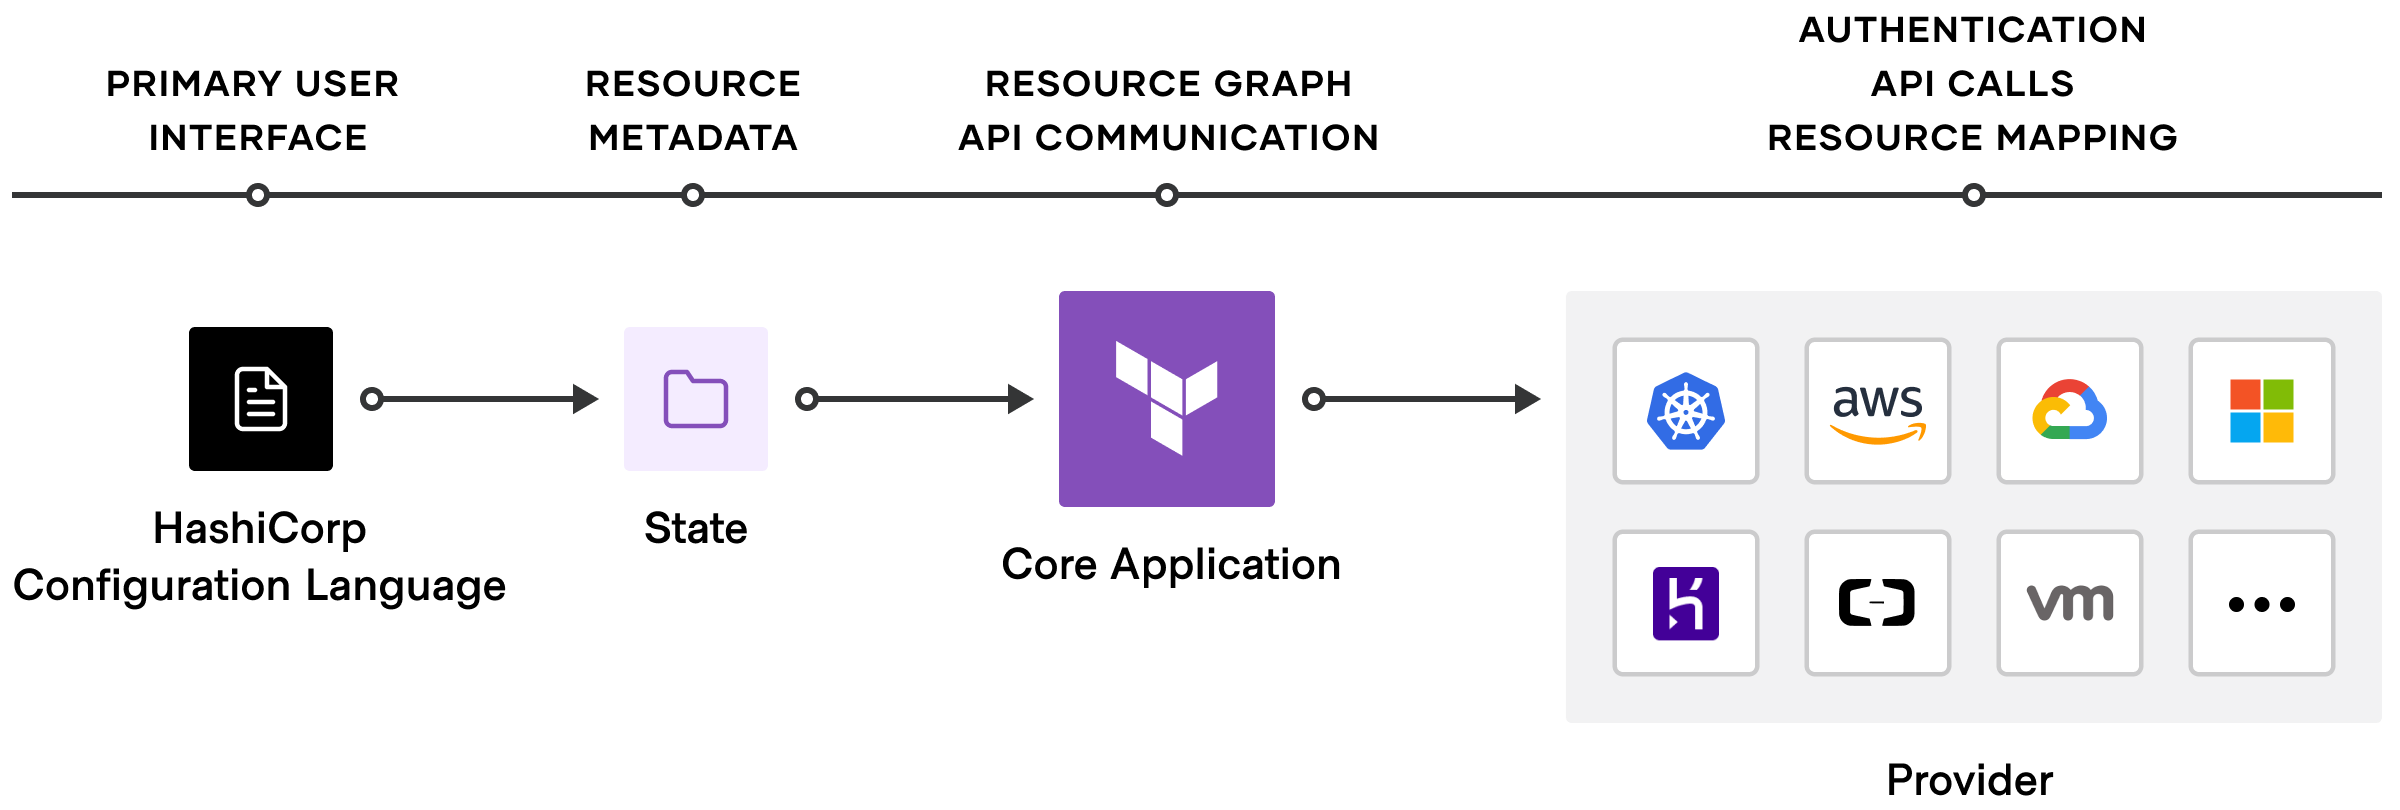 PRIMARY USER
INTERFACE
RESOURCE
METADATA
RESOURCE GRAPH
API COMMUNICATION
AUTHENTICATION
API CALLS
RESOURCE MAPPING
HashiCorp
Configuration Language
State
Core Application
aws
vm
Provider